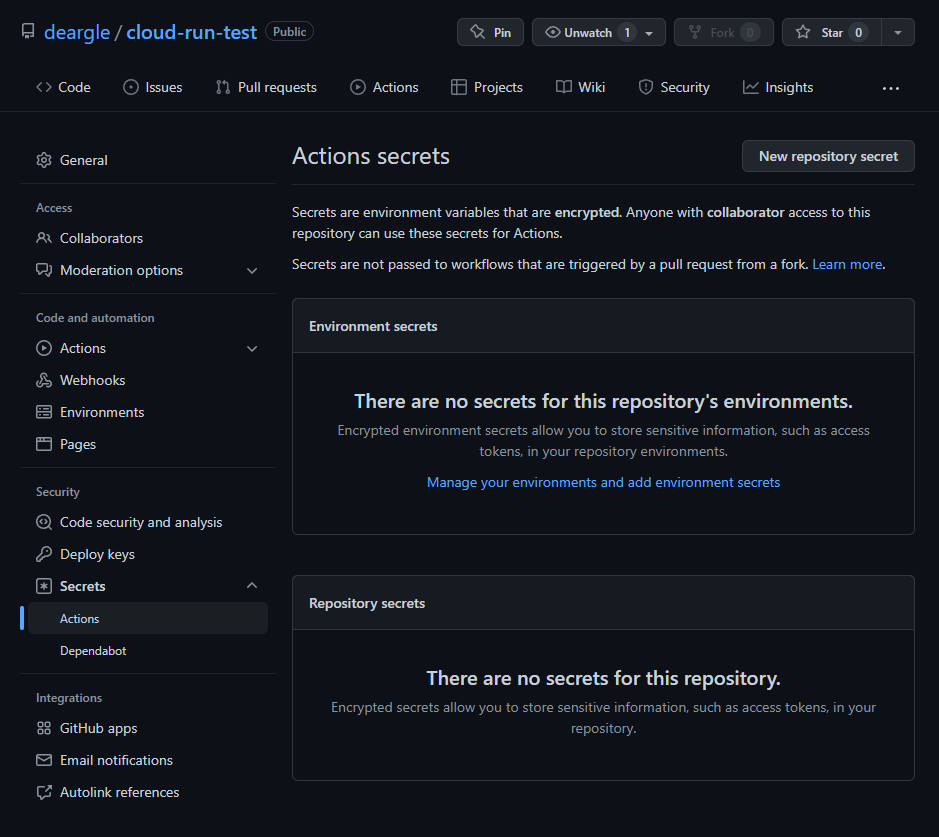 deargle / cloud-run-test Public
Pin
Unwatch 1
Fork 0
Star 0
Code
Issues
Pull requests
Actions
Projects
Wiki
Security
Insights
General
Access
Collaborators
Moderation options
Code and automation
Actions
Webhooks
Environments
Pages
Security
Code security and analysis
Deploy keys
Secrets
Actions
Dependabot
Integrations
GitHub apps
Email notifications
Autolink references
Actions secrets
New repository secret
Secrets are environment variables that are encrypted. Anyone with collaborator access to this
repository can use these secrets for Actions.
Secrets are not passed to workflows that are triggered by a pull request from a fork. Learn more.
Environment secrets
There are no secrets for this repository's environments.
Encrypted environment secrets allow you to store sensitive information, such as access
tokens, in your repository environments.
Manage your environments and add environment secrets
Repository secrets
There are no secrets for this repository.
Encrypted secrets allow you to store sensitive information, such as access tokens, in your
repository.